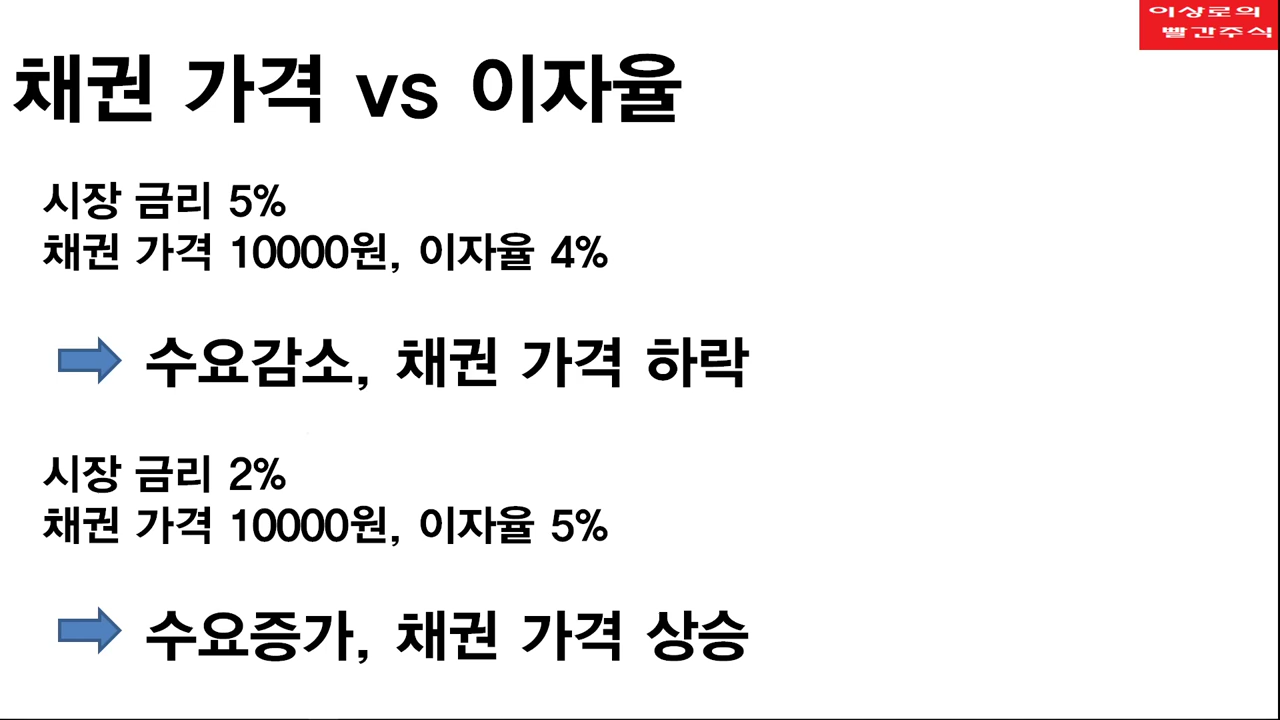 이상로의
빨간주식
채권 가격 vs 이자율
시장 금리 5%
채권 가격 10000원, 이자율 4%
수요감소, 채권 가격 하락
시장 금리 2%
채권 가격 10000원, 이자율 5%
수요증가, 채권 가격 상승